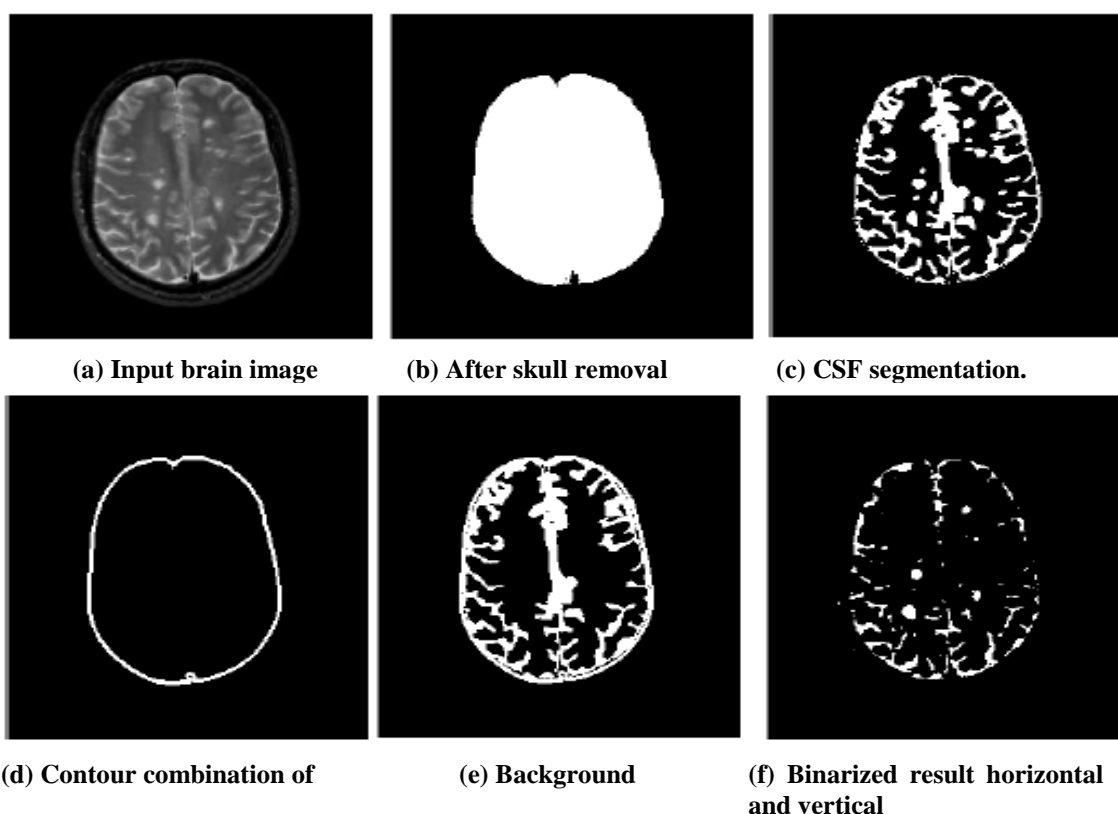 (a) Input brain image
(b) After skull removal
(c) CSF segmentation.
(d) Contour combination of
(e) Background
(f) Binarized result horizontal
and vertical